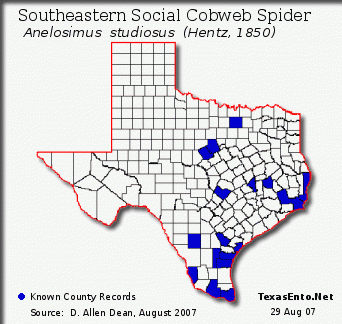 Southeastern Social Cobweb Spider
Anelosimus studiosus (Hentz, 1850)
Known County Records
TexasEnto.Net
Source: D. Allen Dean, August 2007
29 Aug 07